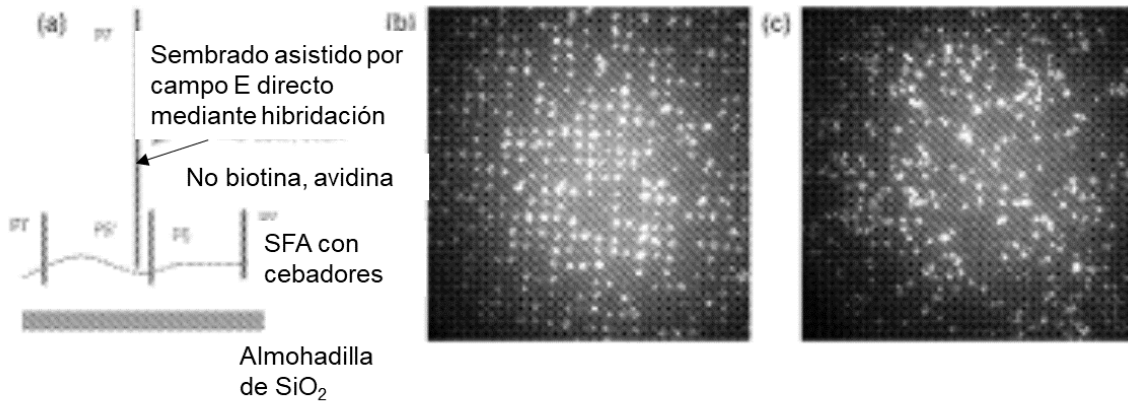 (a)
(b)
(c)
Sembrado asistido por
campo E directo
mediante hibridación
No biotina, avidina
SFA con
cebadores
Almohadilla
de SiO₂